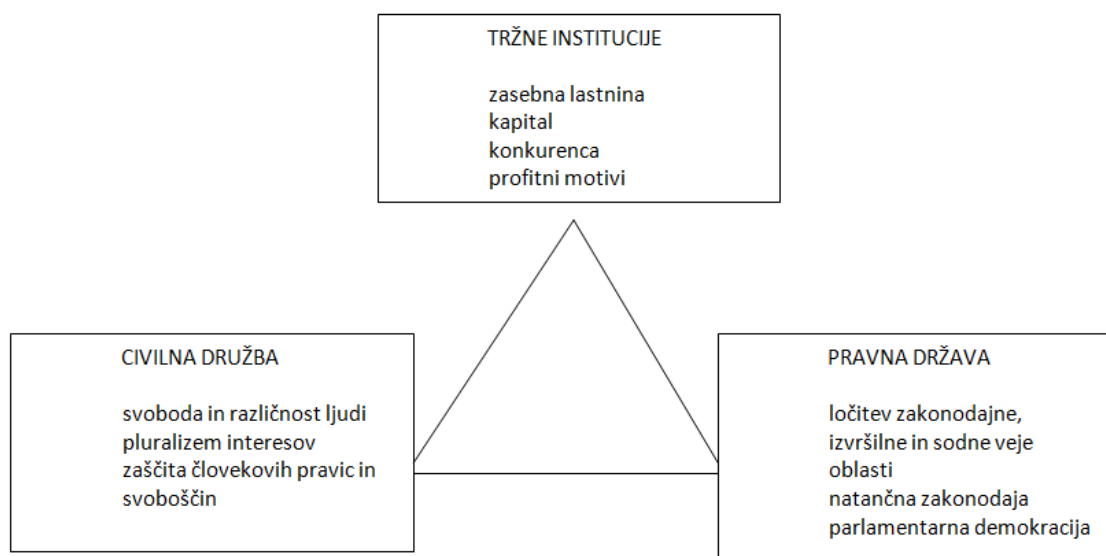 TRŽNE INSTITUCIJE
zasebna lastnina
kapital
konkurenca
profitni motivi
CIVILNA DRUŽBA
svoboda in različnost ljudi
pluralizem interesov
zaščita človekovih pravic in
svoboščin
PRAVNA DRŽAVA
ločitev zakonodajne,
izvršilne in sodne veje
oblasti
natančna zakonodaja
parlamentarna demokracija